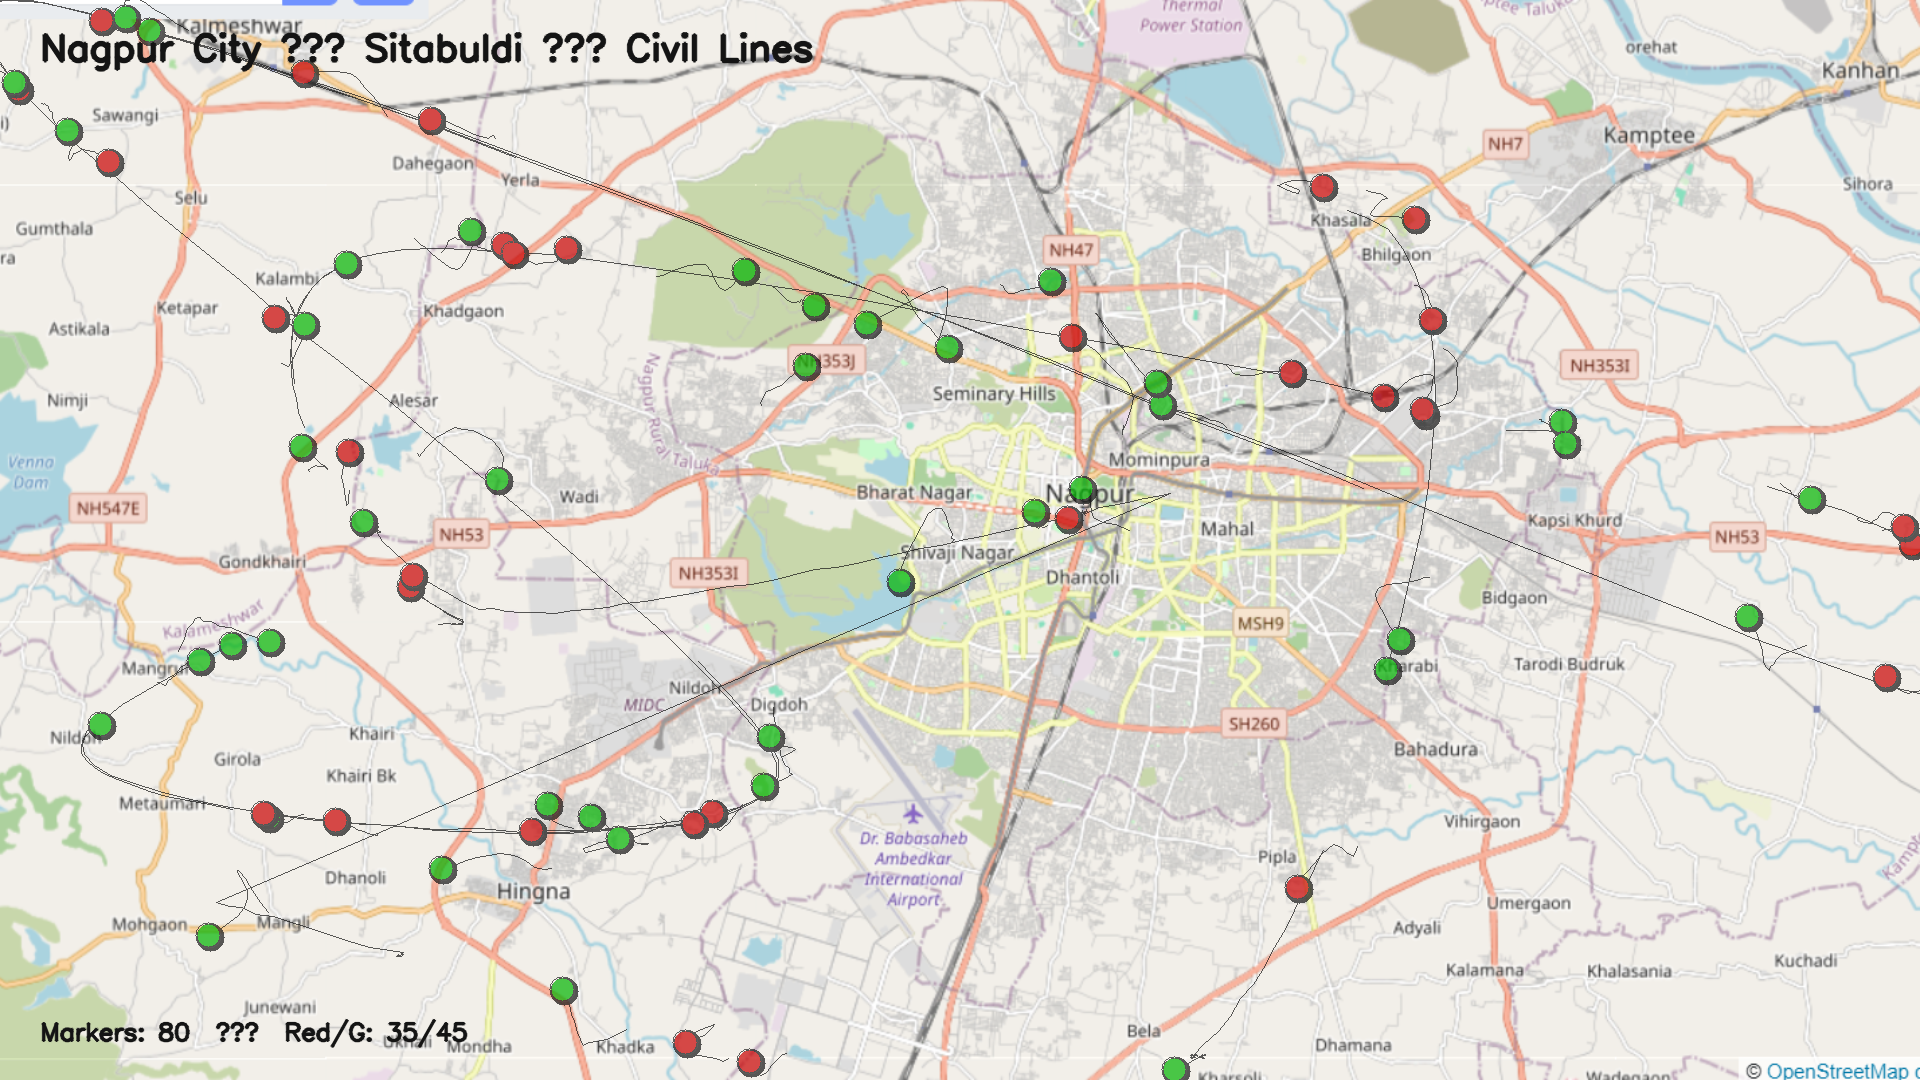 Thermal
Power Station
Kalmeshwar
Nagpur City ??? Sitabuldi ??? Civil Lines
orehat
Kanhan
Sawangi
NH7
Kamptee
Dahegaon
Yerla
Sihora
Selu
Khasala
Gumthala
NH47
Bhilgaon
Kalambi
Ketapar
Khadgaon
Astikala
NH353J
NH353I
Seminary Hills
Nimji
Alesar
Nagpur Rural Taluka
Mominpura
Venna
Dam
Wadi
Bharat Nagar
Nagpur
NH547E
Kapsi Khurd
NH53
Mahal
NH53
Gondkhairi
Shivaji Nagar
NH353I
Dhantoli
Bidgaon
Kalameshwar
MSH9
Mangrul
Kharabi
Tarodi Budruk
Nildoh
MIDC
Digdoh
SH260
Nildoh
Khairi
Bahadura
Girola
Khairi Bk
Metaumari
Vihirgaon
Dr. Babasaheb
Ambedkar
International
Airport
Pipla
Dhanoli
Hingna
Umergaon
Mohgaon
Mangli
Adyali
Kuchadi
Kalamana
Khalasania
Junewani
Markers: 80 ??? Red/G: 35/45
Bela
Mondha
Khadka
Dhamana
Kharsoli
Wadegaon
© OpenStreetMap c